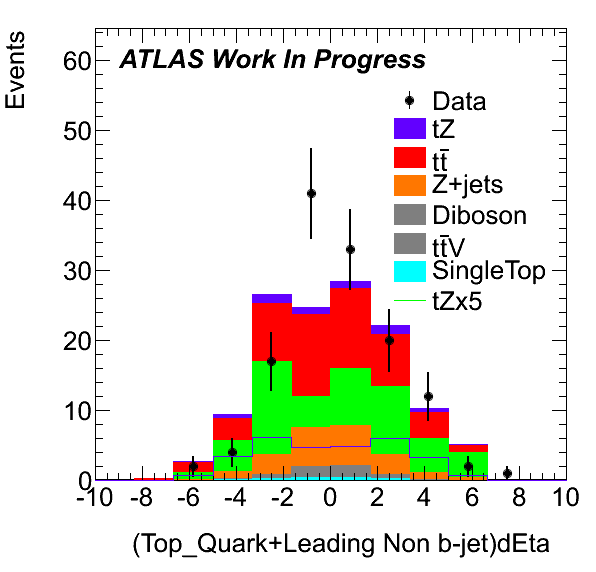 Events
ATLAS Work In Progress
60
50
40
30
20
10
0
Data
tZ
tt̄
Z+jets
Diboson
tt̄V
SingleTop
tZx5
-10 -8 -6 -4 -2 0 2 4 6 8 10
(Top_Quark+Leading Non b-jet)dEta